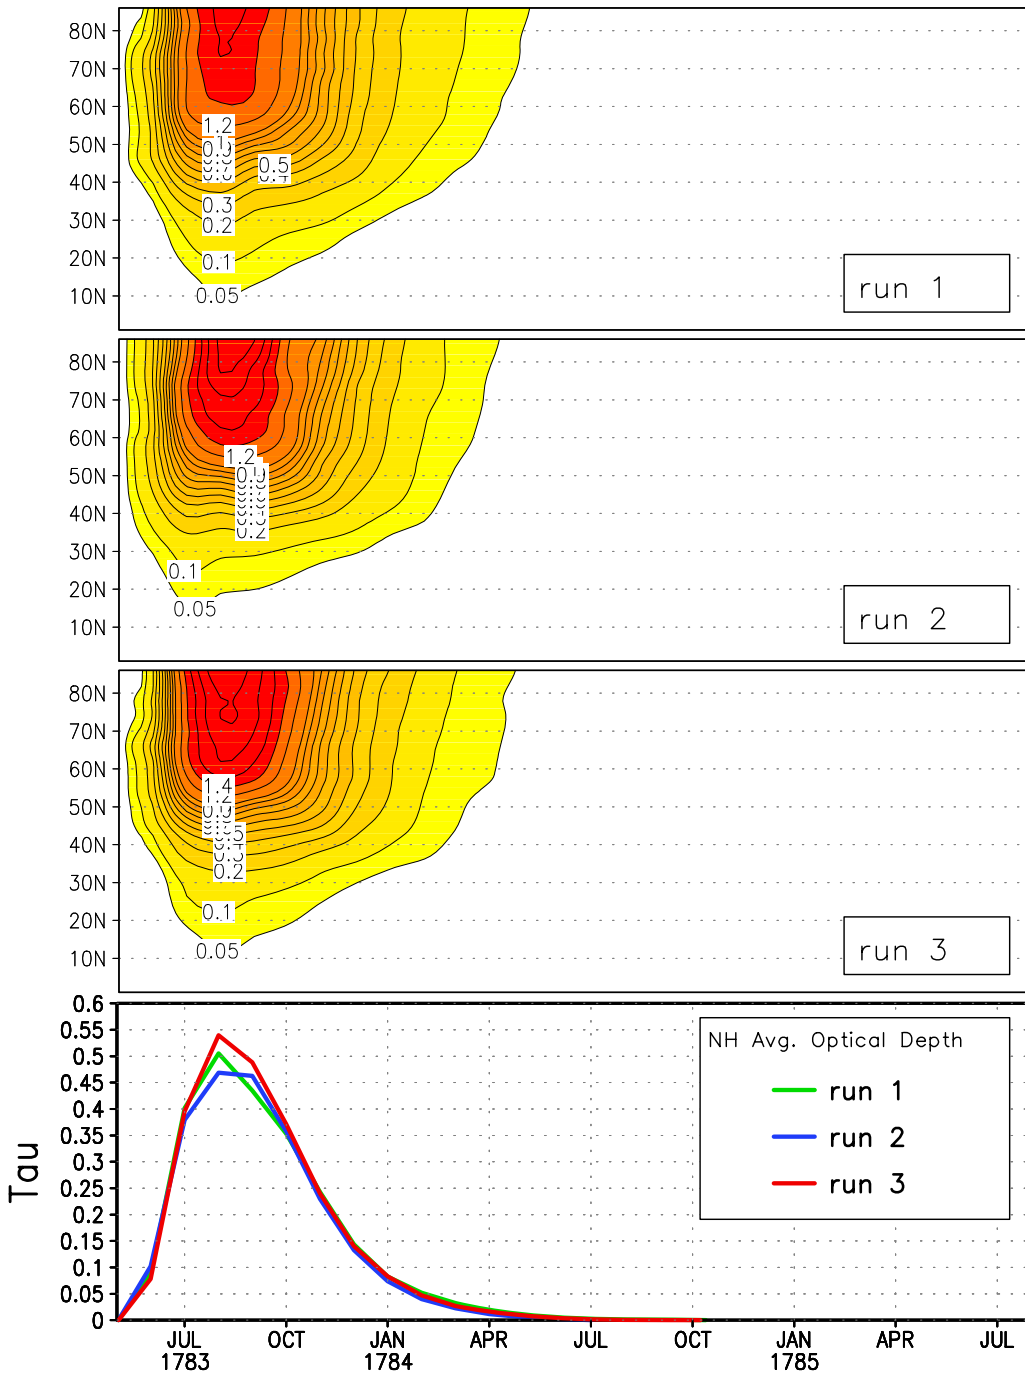 80N
70N
60N
50N
40N
30N
20N
10N
1.2
0.5
0.3
0.2
0.1
0.05
run 1
80N
70N
60N
50N
40N
30N
20N
10N
1.2
0.2
0.1
0.05
run 2
80N
70N
60N
50N
40N
30N
20N
10N
1.4
1.2
0.2
0.1
0.05
run 3
0.6
0.55
0.5
0.45
0.4
0.35
0.3
0.25
0.2
0.15
0.1
0.05
0
Tau
NH Avg. Optical Depth
run 1
run 2
run 3
JUL OCT JAN APR JUL OCT JAN APR JUL
1783 1784 1785